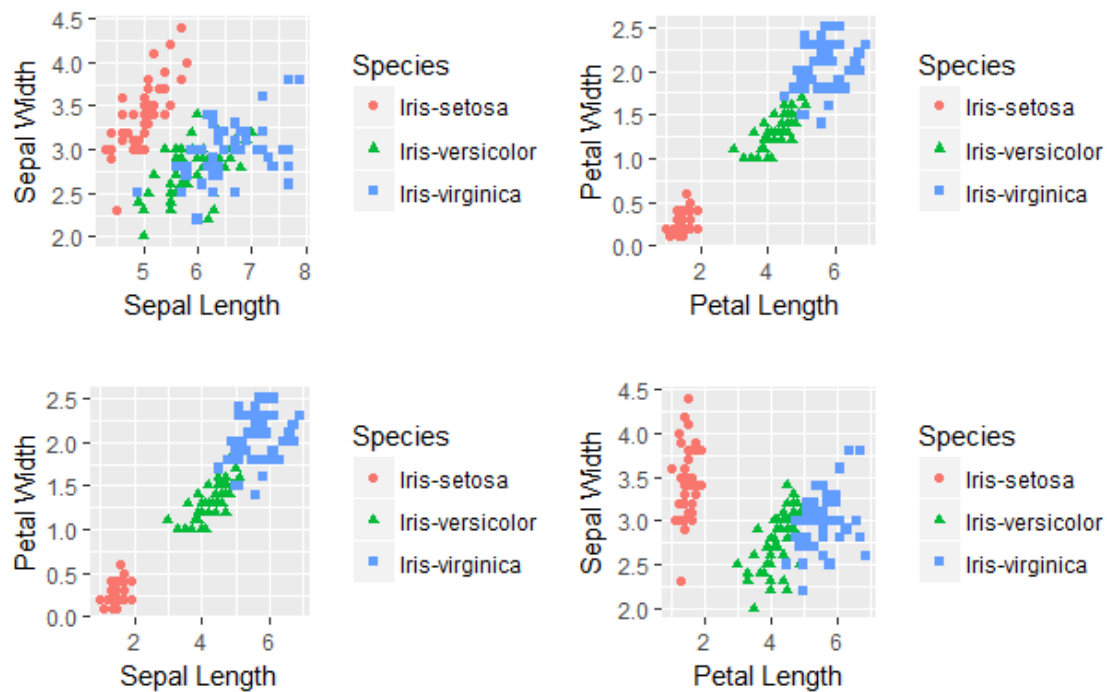 4.5
4.0
3.5
3.0
2.5
2.0
Sepal Width
5 6 7 8
Sepal Length
Species
Iris-setosa
Iris-versicolor
Iris-virginica
2.5
2.0
1.5
1.0
0.5
0.0
Petal Width
2 4 6
Petal Length
Species
Iris-setosa
Iris-versicolor
Iris-virginica
2.5
2.0
1.5
1.0
0.5
0.0
Petal Width
2 4 6
Sepal Length
Species
Iris-setosa
Iris-versicolor
Iris-virginica
4.5
4.0
3.5
3.0
2.5
2.0
Sepal Width
2 4 6
Petal Length
Species
Iris-setosa
Iris-versicolor
Iris-virginica